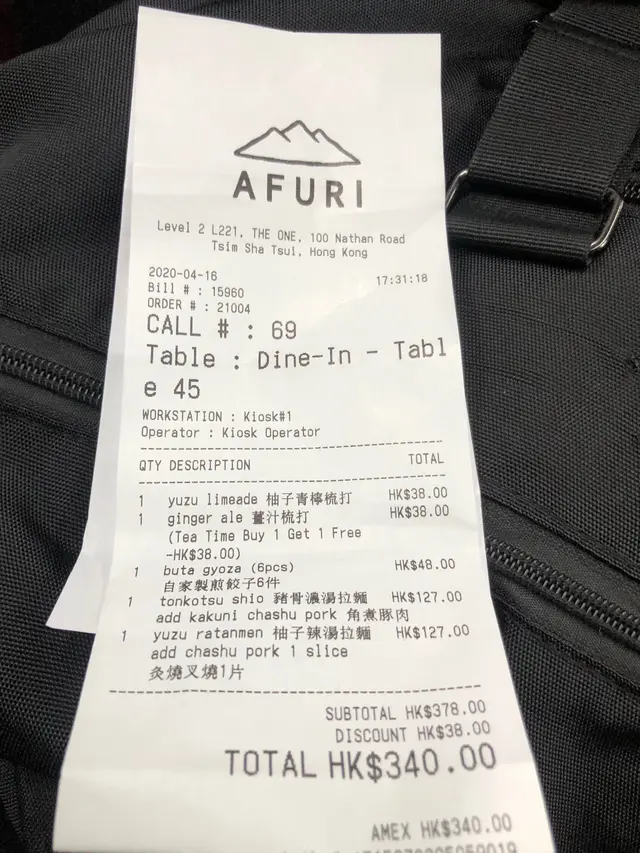 AFURI
Level 2 L221, THE ONE, 100 Nathan Road
Tsim Sha Tsui, Hong Kong
2020-04-16 17:31:18
Bill # : 15960
ORDER # : 21004
CALL # : 69
Table : Dine-In - Tabl
e 45
WORKSTATION : Kiosk#1
Operator : Kiosk Operator
QTY DESCRIPTION TOTAL
1 yuzu limeade 柚子青檸梳打 HK$38.00
1 ginger ale 薑汁梳打 HK$38.00
(Tea Time Buy 1 Get 1 Free
-HK$38.00)
1 buta gyoza (6pcs) HK$48.00
自家製煎餃子6件
1 tonkotsu shio 豬骨濃湯拉麵 HK$127.00
add kakuni chashu pork 角煮豚肉
1 yuzu ratanmen 柚子辣湯拉麵 HK$127.00
add chashu pork 1 slice
炙燒叉燒1片
SUBTOTAL HK$378.00
DISCOUNT HK$38.00
TOTAL HK$340.00
AMEX HK$340.00